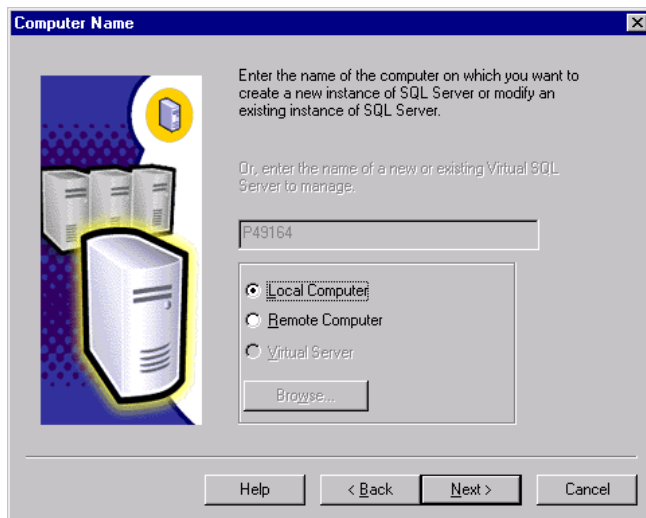 Computer Name
Enter the name of the computer on which you want to
create a new instance of SQL Server or modify an
existing instance of SQL Server.
Or, enter the name of a new or existing Virtual SQL
Server to manage.
P49164
Local Computer
Remote Computer
Virtual Server
Browse...
Help
< Back
Next >
Cancel